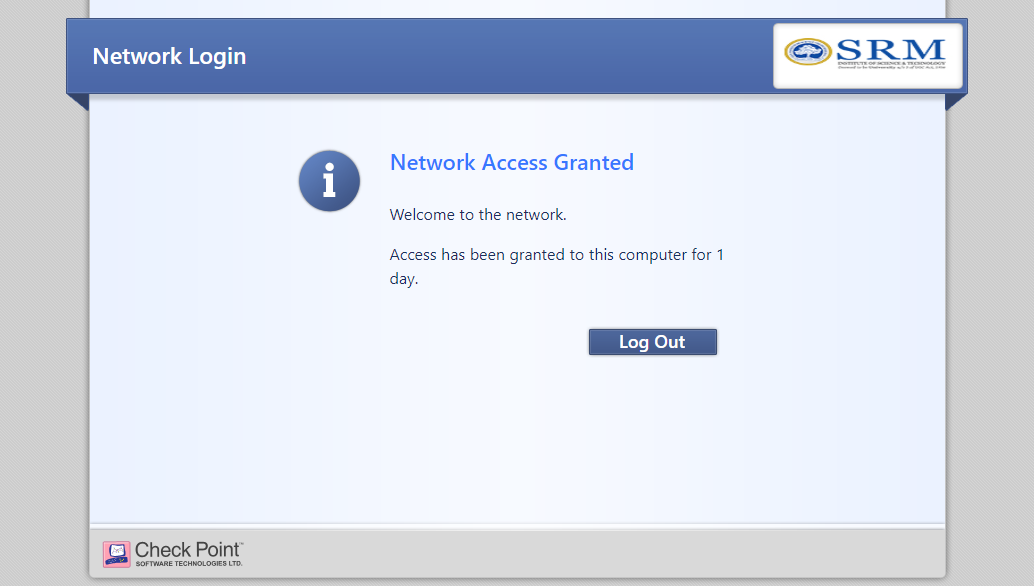 Network Login
SRM
INSTITUTE OF SCIENCE & TECHNOLOGY
i
Network Access Granted
Welcome to the network.
Access has been granted to this computer for 1
day.
Log Out
Check Point™
SOFTWARE TECHNOLOGIES LTD.